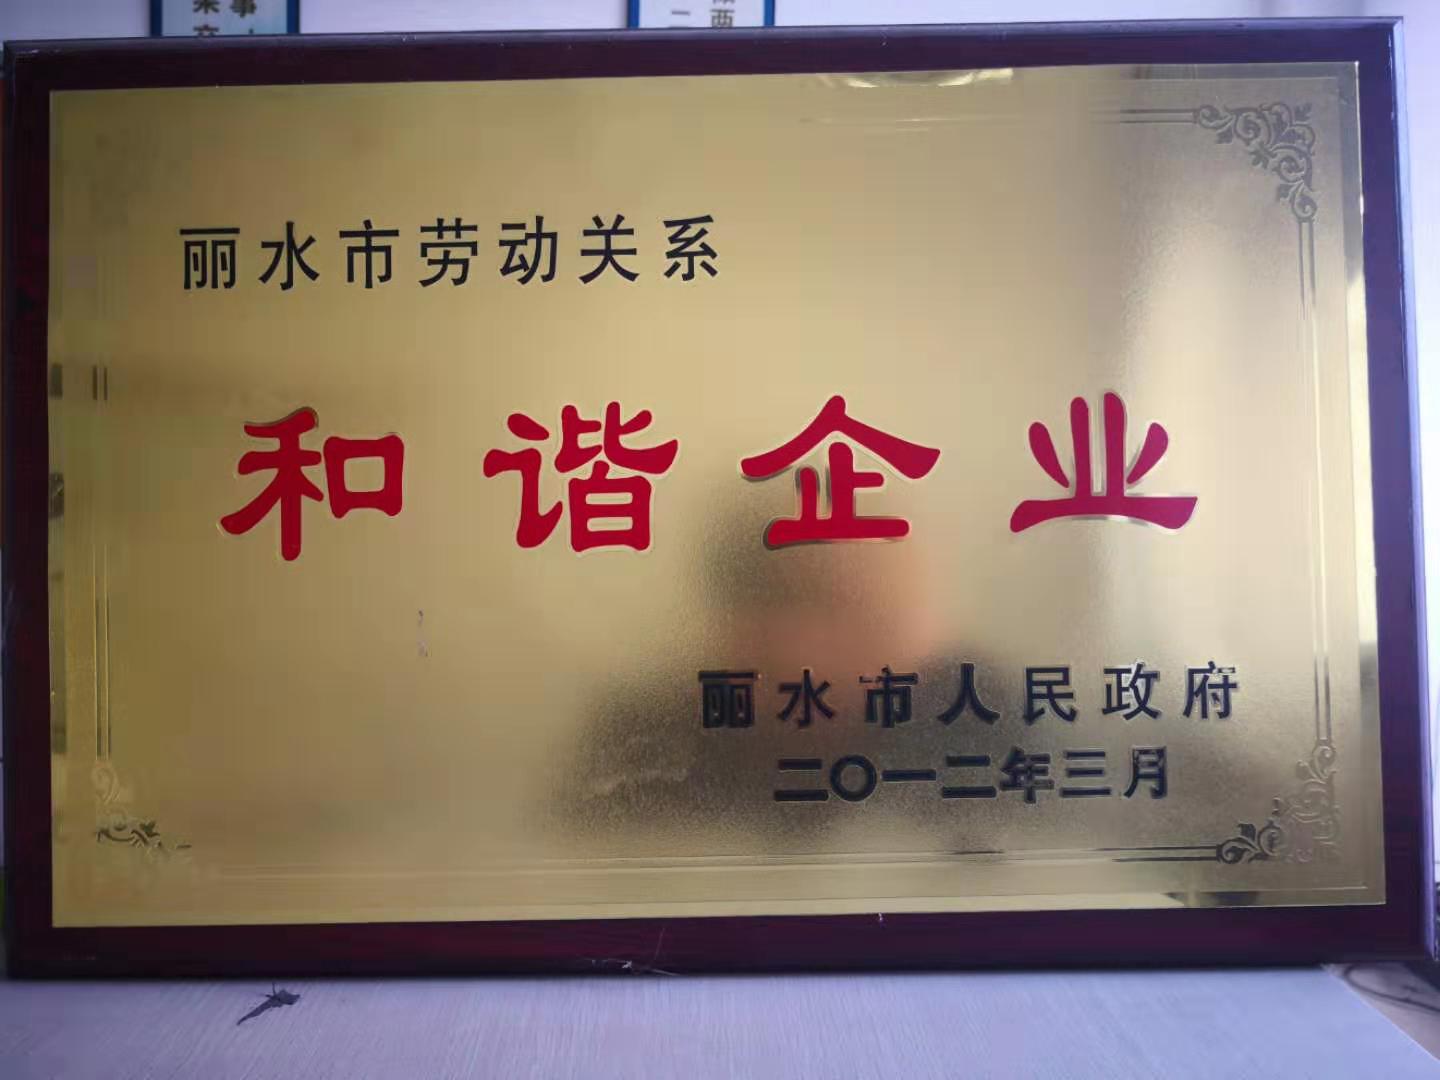 丽水市劳动关系
和谐企业
丽水市人民政府
二〇一二年三月